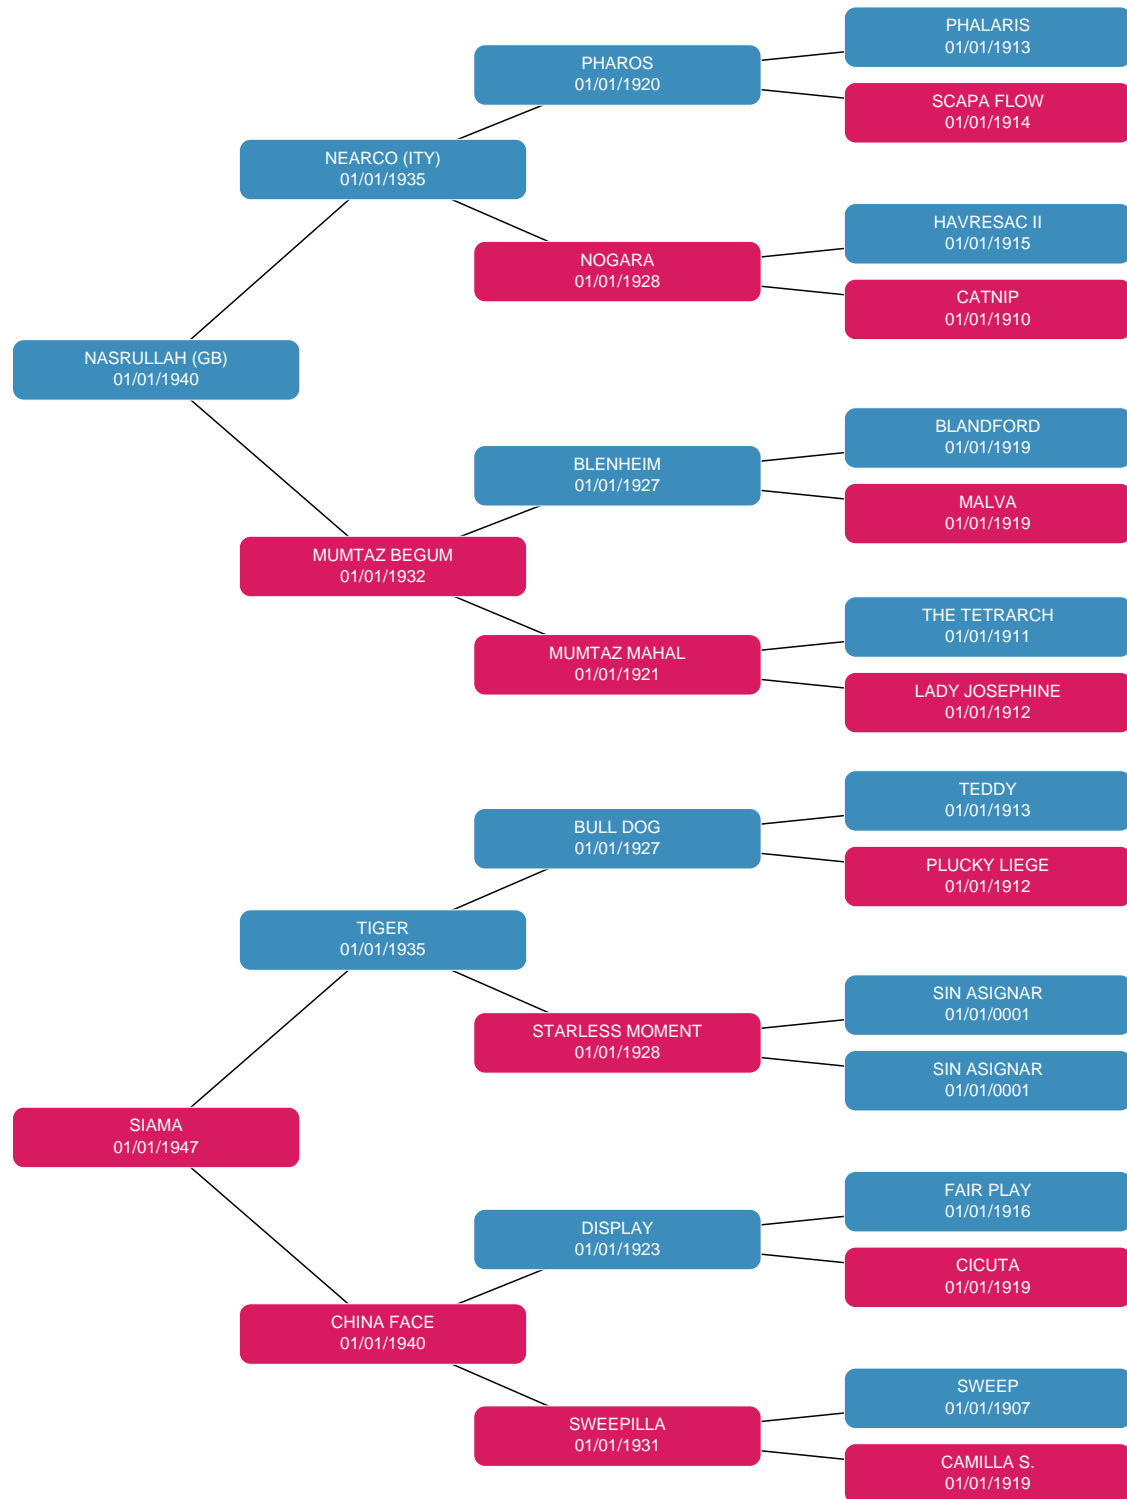 PHALARIS
01/01/1913
PHAROS
01/01/1920
SCAPA FLOW
01/01/1914
NEARCO (ITY)
01/01/1935
HAVRESAC II
01/01/1915
NOGARA
01/01/1928
CATNIP
01/01/1910
NASRULLAH (GB)
01/01/1940
BLANDFORD
01/01/1919
BLENHEIM
01/01/1927
MALVA
01/01/1919
MUMTAZ BEGUM
01/01/1932
THE TETRARCH
01/01/1911
MUMTAZ MAHAL
01/01/1921
LADY JOSEPHINE
01/01/1912
TEDDY
01/01/1913
BULL DOG
01/01/1927
PLUCKY LIEGE
01/01/1912
TIGER
01/01/1935
SIN ASIGNAR
01/01/0001
STARLESS MOMENT
01/01/1928
SIN ASIGNAR
01/01/0001
SIAMA
01/01/1947
FAIR PLAY
01/01/1916
DISPLAY
01/01/1923
CICUTA
01/01/1919
CHINA FACE
01/01/1940
SWEEP
01/01/1907
SWEEPILLA
01/01/1931
CAMILLA S.
01/01/1919